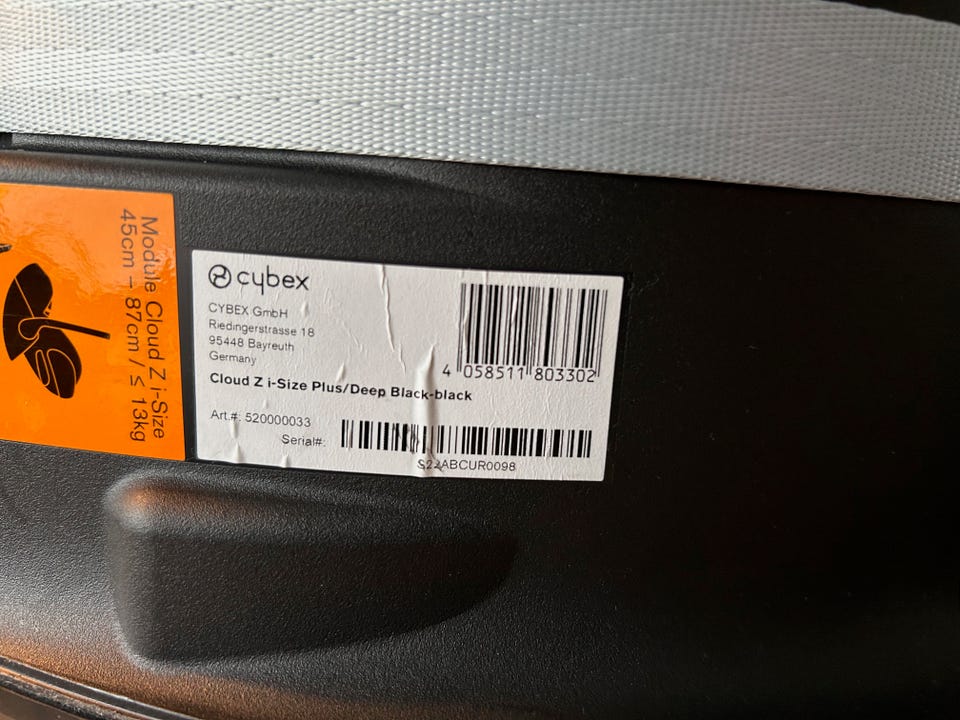 Module Cloud Z i-Size
45cm – 87cm / ≤ 13kg
cybex
CYBEX GmbH
Riedingerstrasse 18
95448 Bayreuth
Germany
4 058511 803302
Cloud Z i-Size Plus/Deep Black-black
Art.#: 520000033
Serial#:
S22ABCUR0098